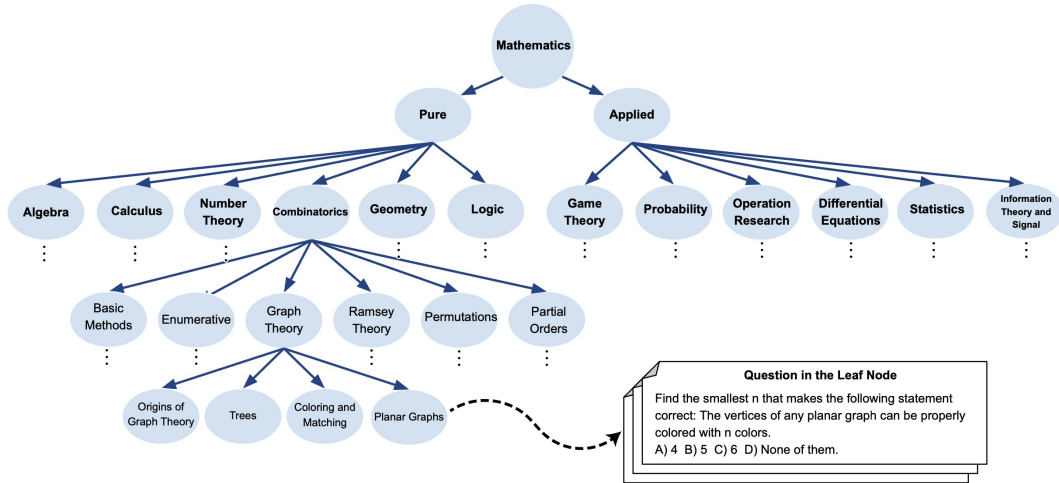 Mathematics
Pure
Applied
Algebra
Calculus
Number
Theory
Combinatorics
Geometry
Logic
Game
Theory
Probability
Operation
Research
Differential
Equations
Statistics
Information
Theory and
Signal
Basic
Methods
Enumerative
Graph
Theory
Ramsey
Theory
Permutations
Partial
Orders
Origins of
Graph Theory
Trees
Coloring and
Matching
Planar Graphs
Question in the Leaf Node
Find the smallest n that makes the following statement
correct: The vertices of any planar graph can be properly
colored with n colors.
A) 4 B) 5 C) 6 D) None of them.